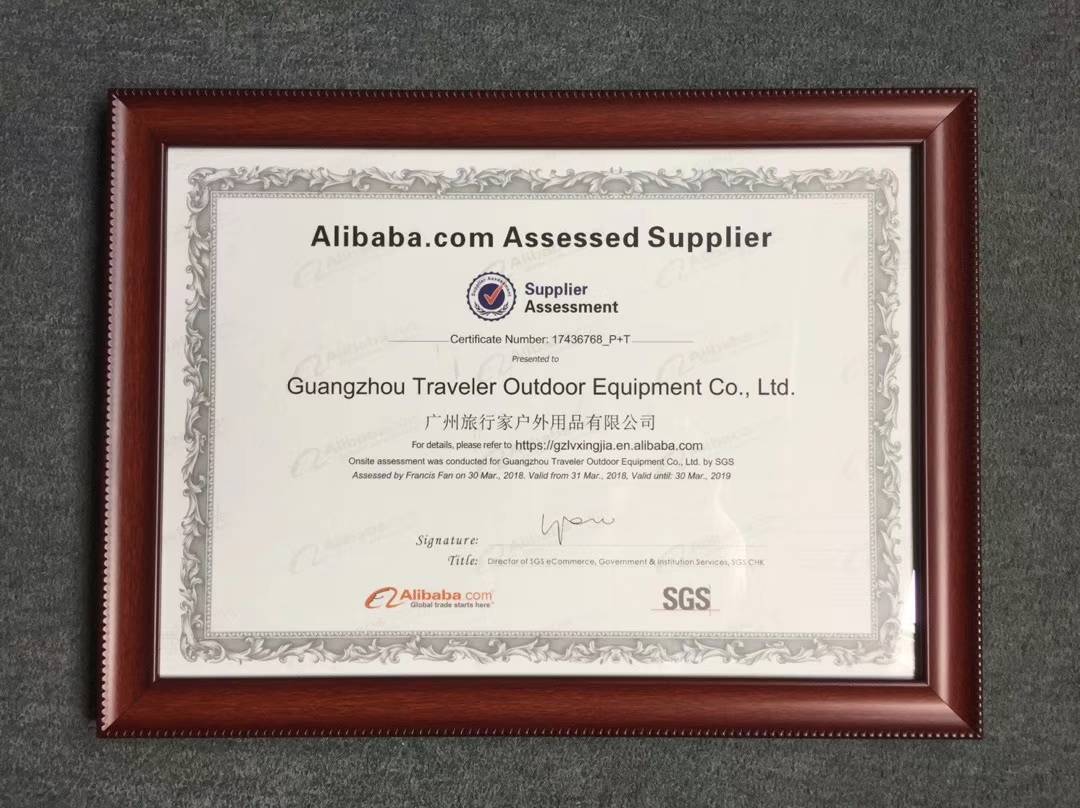 Alibaba.com Assessed Supplier
Supplier Assessment
Supplier
Assessment
Certificate Number: 17436768_P+T
Presented to
Guangzhou Traveler Outdoor Equipment Co., Ltd.
广州旅行家户外用品有限公司
For details, please refer to https://gzlvxingjia.en.alibaba.com
Onsite assessment was conducted for Guangzhou Traveler Outdoor Equipment Co., Ltd. by SGS
Assessed by Francis Fan on 30 Mar., 2018. Valid from 31 Mar., 2018, Valid until: 30 Mar., 2019
Signature:
Title: Director of SGS eCommerce, Government & Institution Services, SGS CHK
Alibaba.com
Global trade starts here™
SGS